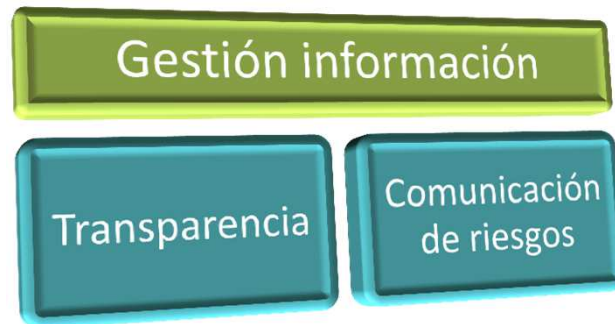 Gestión información
Transparencia
Comunicación
de riesgos